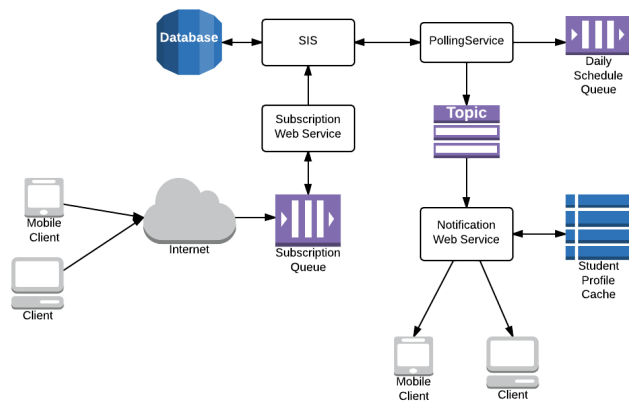 Database
SIS
PollingService
Daily
Schedule
Queue
Subscription
Web Service
Topic
Mobile
Client
Internet
Subscription
Queue
Notification
Web Service
Student
Profile
Cache
Client
Mobile
Client
Client